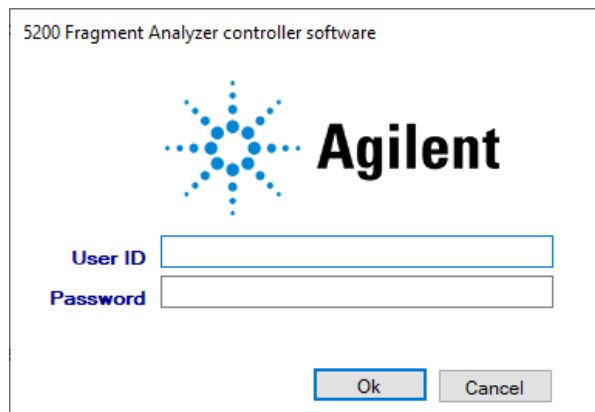 5200 Fragment Analyzer controller software
Agilent
User ID
Password
Ok
Cancel